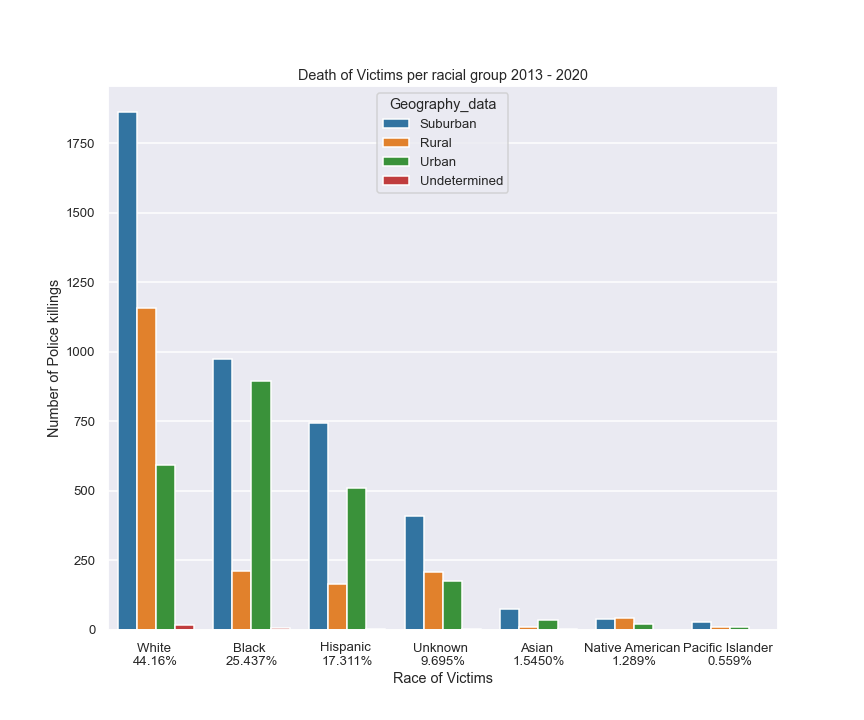 Death of Victims per racial group 2013 - 2020
Geography_data
Suburban
Rural
Urban
Undetermined
Number of Police killings
1750
1500
1250
1000
750
500
250
0
White Black Hispanic Unknown Asian Native American Pacific Islander
44.16% 25.437% 17.311% 9.695% 1.5450% 1.289% 0.559%
Race of Victims